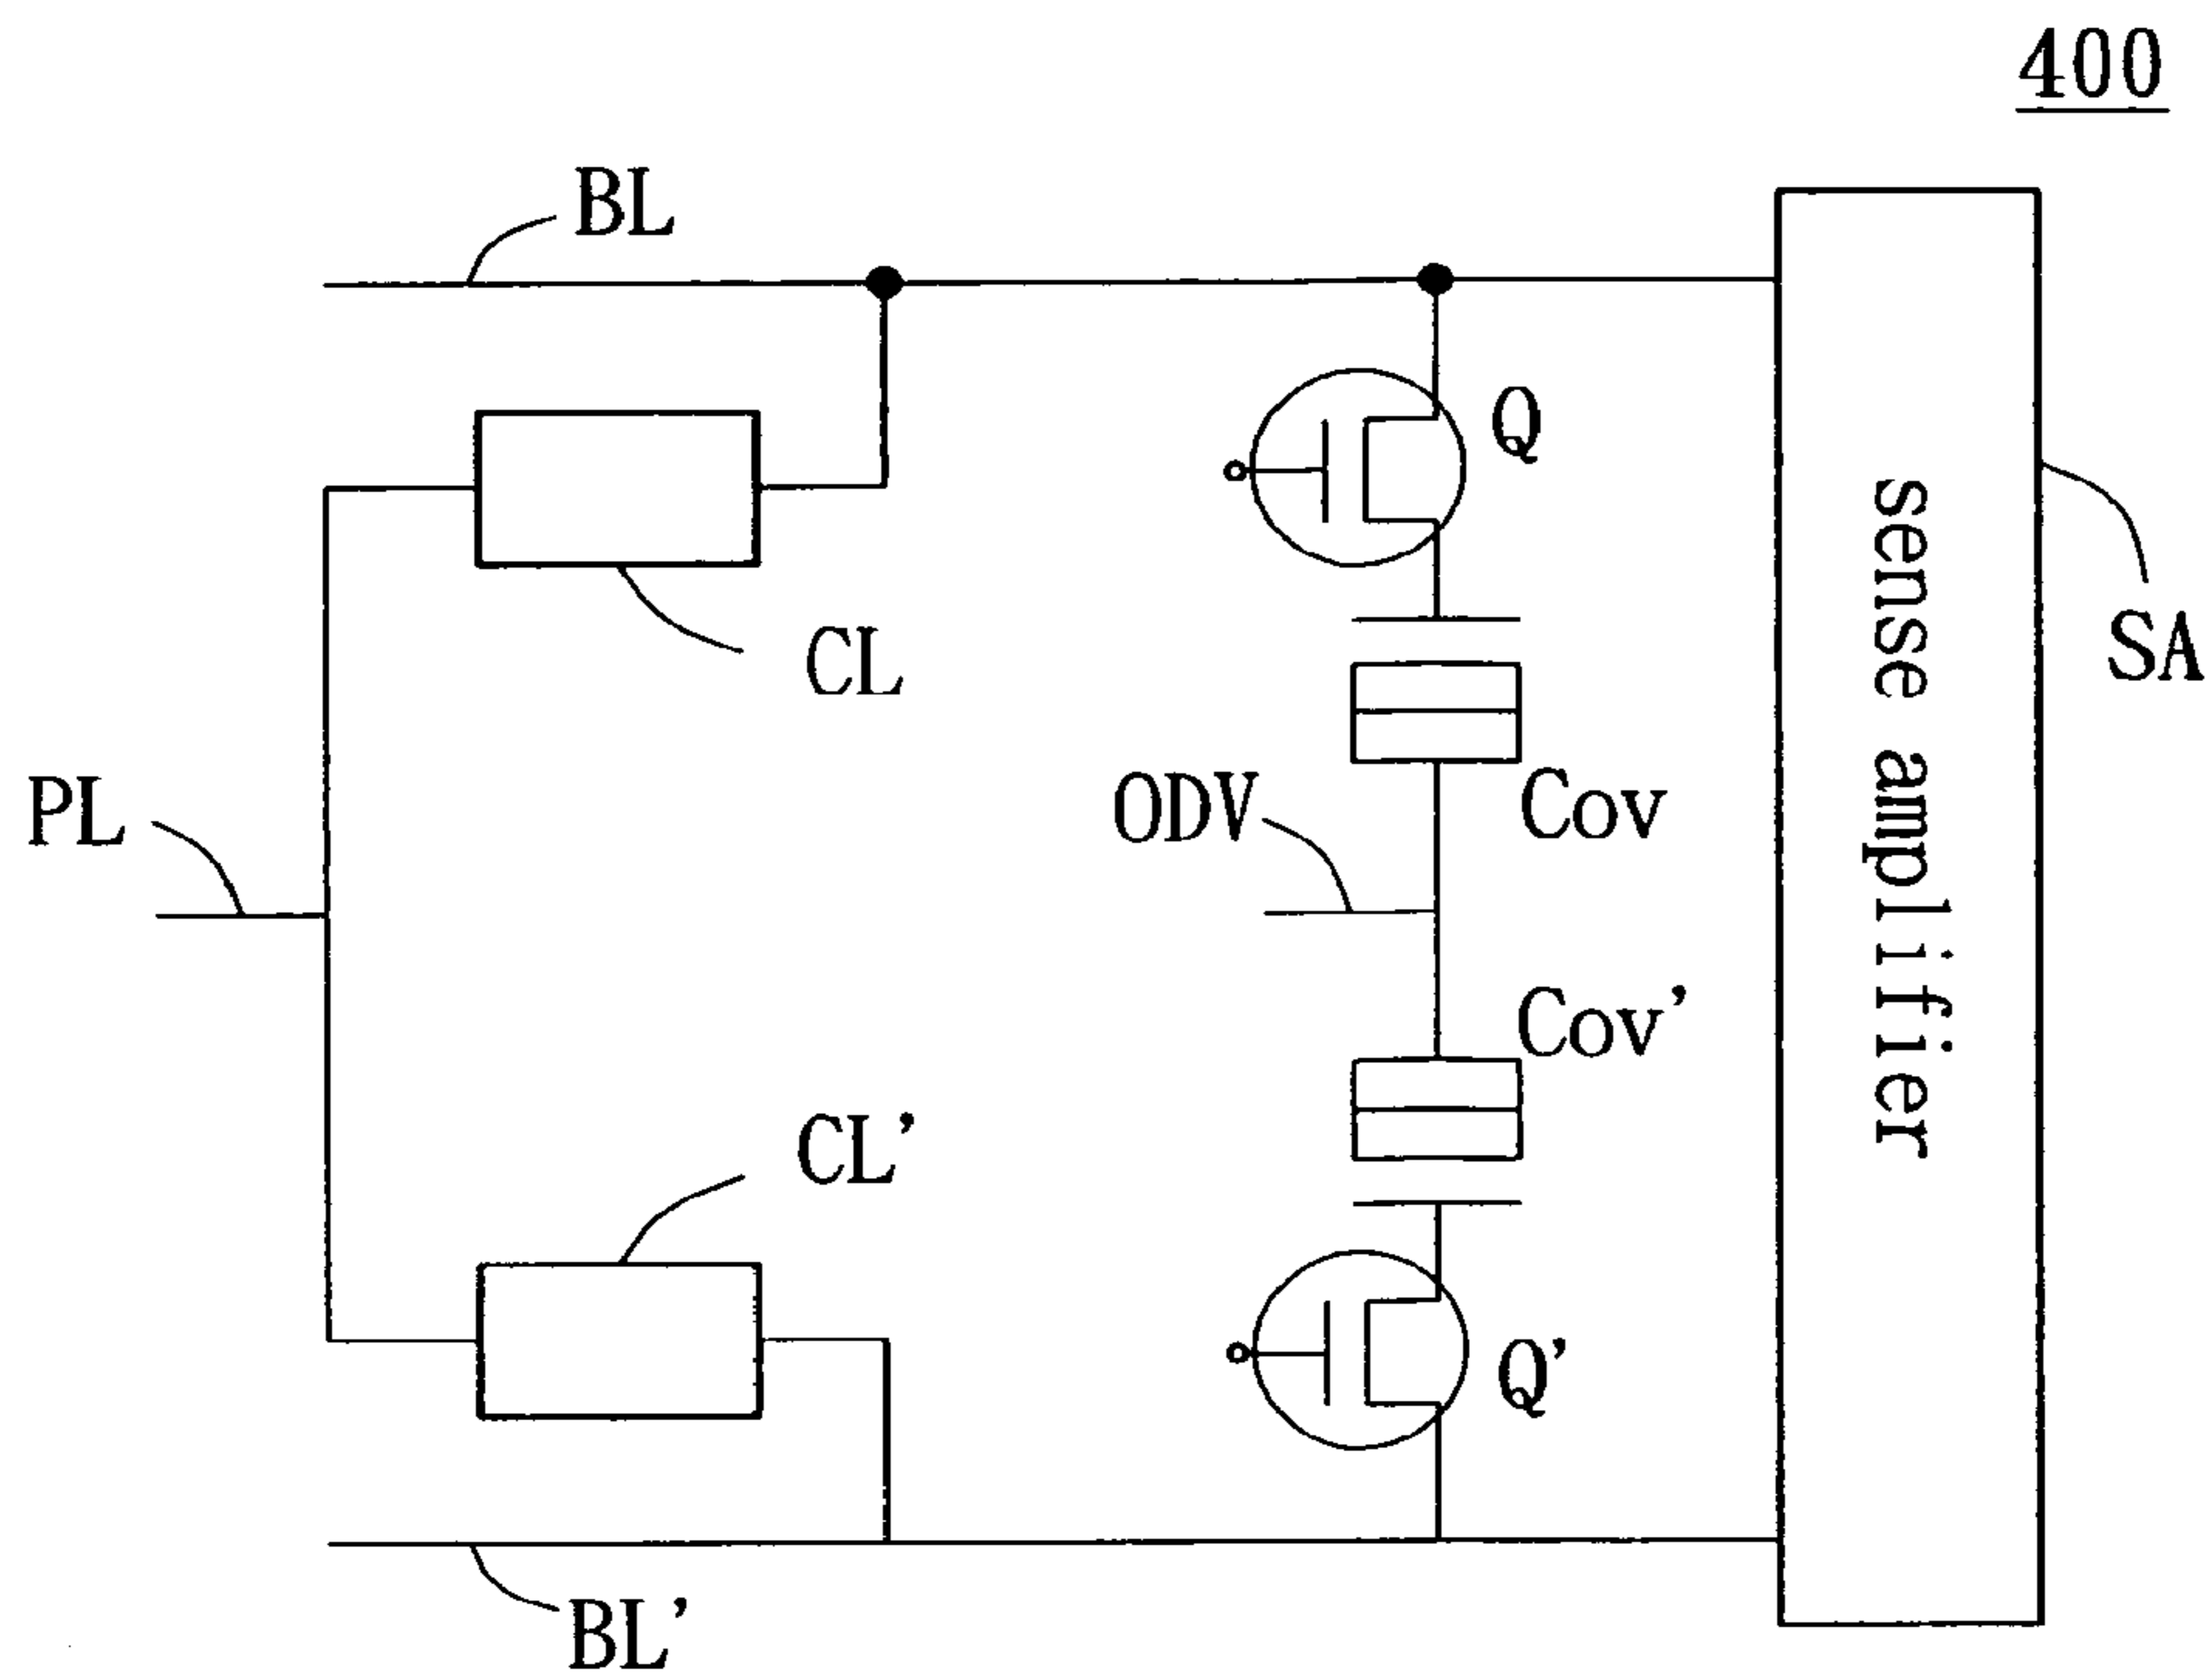 400
BL
Q
CL
SA
sense amplifier
PL
ODV
Cov
Cov'
CL'
Q'
BL'